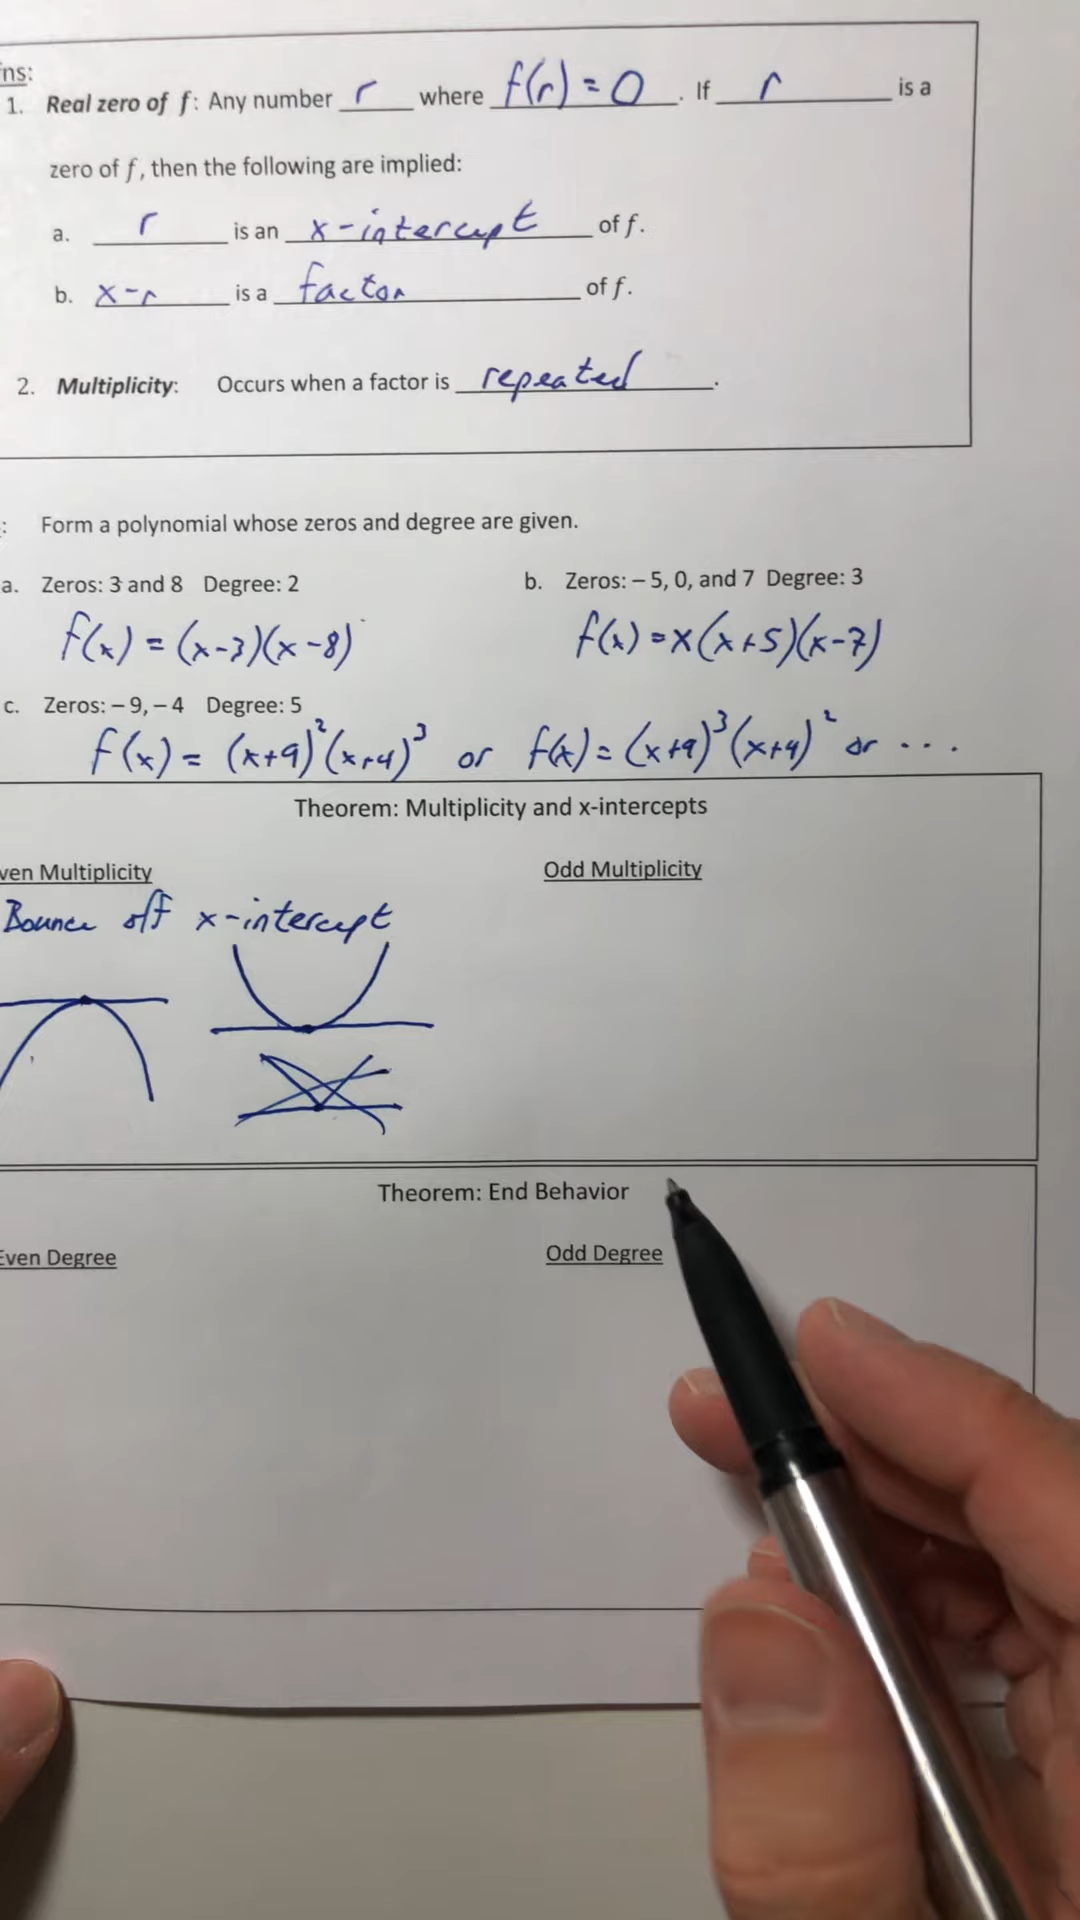 ns:
1. Real zero of f: Any number r where f(r) = 0. If r is a
zero of f, then the following are implied:
a. r is an x-intercept of f.
b. x-r is a factor of f.
2. Multiplicity: Occurs when a factor is repeated.
: Form a polynomial whose zeros and degree are given.
a. Zeros: 3 and 8 Degree: 2
b. Zeros: – 5, 0, and 7 Degree: 3
f(x) = (x-3)(x-8)
f(x) = x(x+5)(x-7)
c. Zeros: – 9, – 4 Degree: 5
f(x) = (x+9)²(x+4)³ or f(x) = (x+9)³(x+4)² or ...
Theorem: Multiplicity and x-intercepts
ven Multiplicity
Odd Multiplicity
Bounce off x-intercept
Theorem: End Behavior
Even Degree
Odd Degree